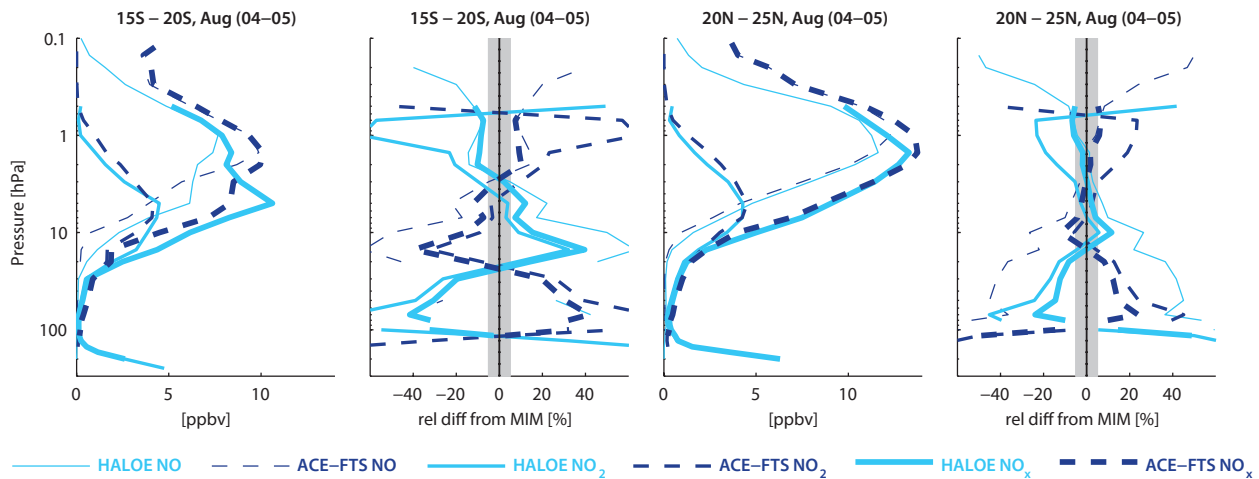 15S – 20S, Aug (04–05)
15S – 20S, Aug (04–05)
20N – 25N, Aug (04–05)
20N – 25N, Aug (04–05)
Pressure [hPa]
0.1
1
10
100
0 5 10
[ppbv]
−40 −20 0 20 40
rel diff from MIM [%]
0 5 10
[ppbv]
−40 −20 0 20 40
rel diff from MIM [%]
HALOE NO ACE–FTS NO HALOE NO₂ ACE–FTS NO₂ HALOE NOₓ ACE–FTS NOₓ